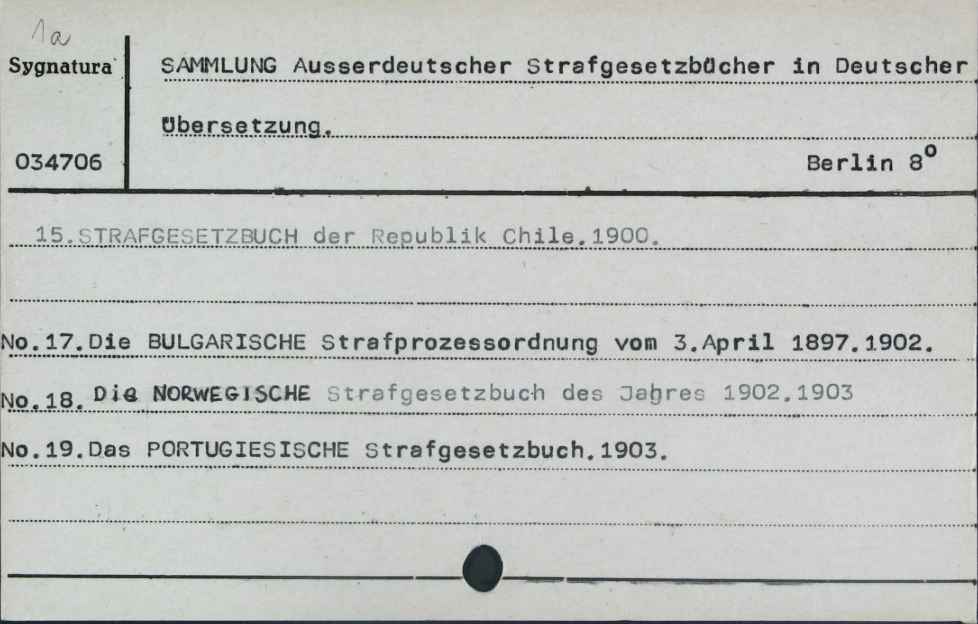 1a
Sygnatura
SAMMLUNG Ausserdeutscher Strafgesetzbücher in Deutscher
Übersetzung.
034706
Berlin 8°
15.STRAFGESETZBUCH der Republik Chile.1900.
No.17.Die BULGARISCHE Strafprozessordnung vom 3.April 1897.1902.
No.18. Die NORWEGISCHE Strafgesetzbuch des Jahres 1902.1903
No.19.Das PORTUGIESISCHE Strafgesetzbuch.1903.